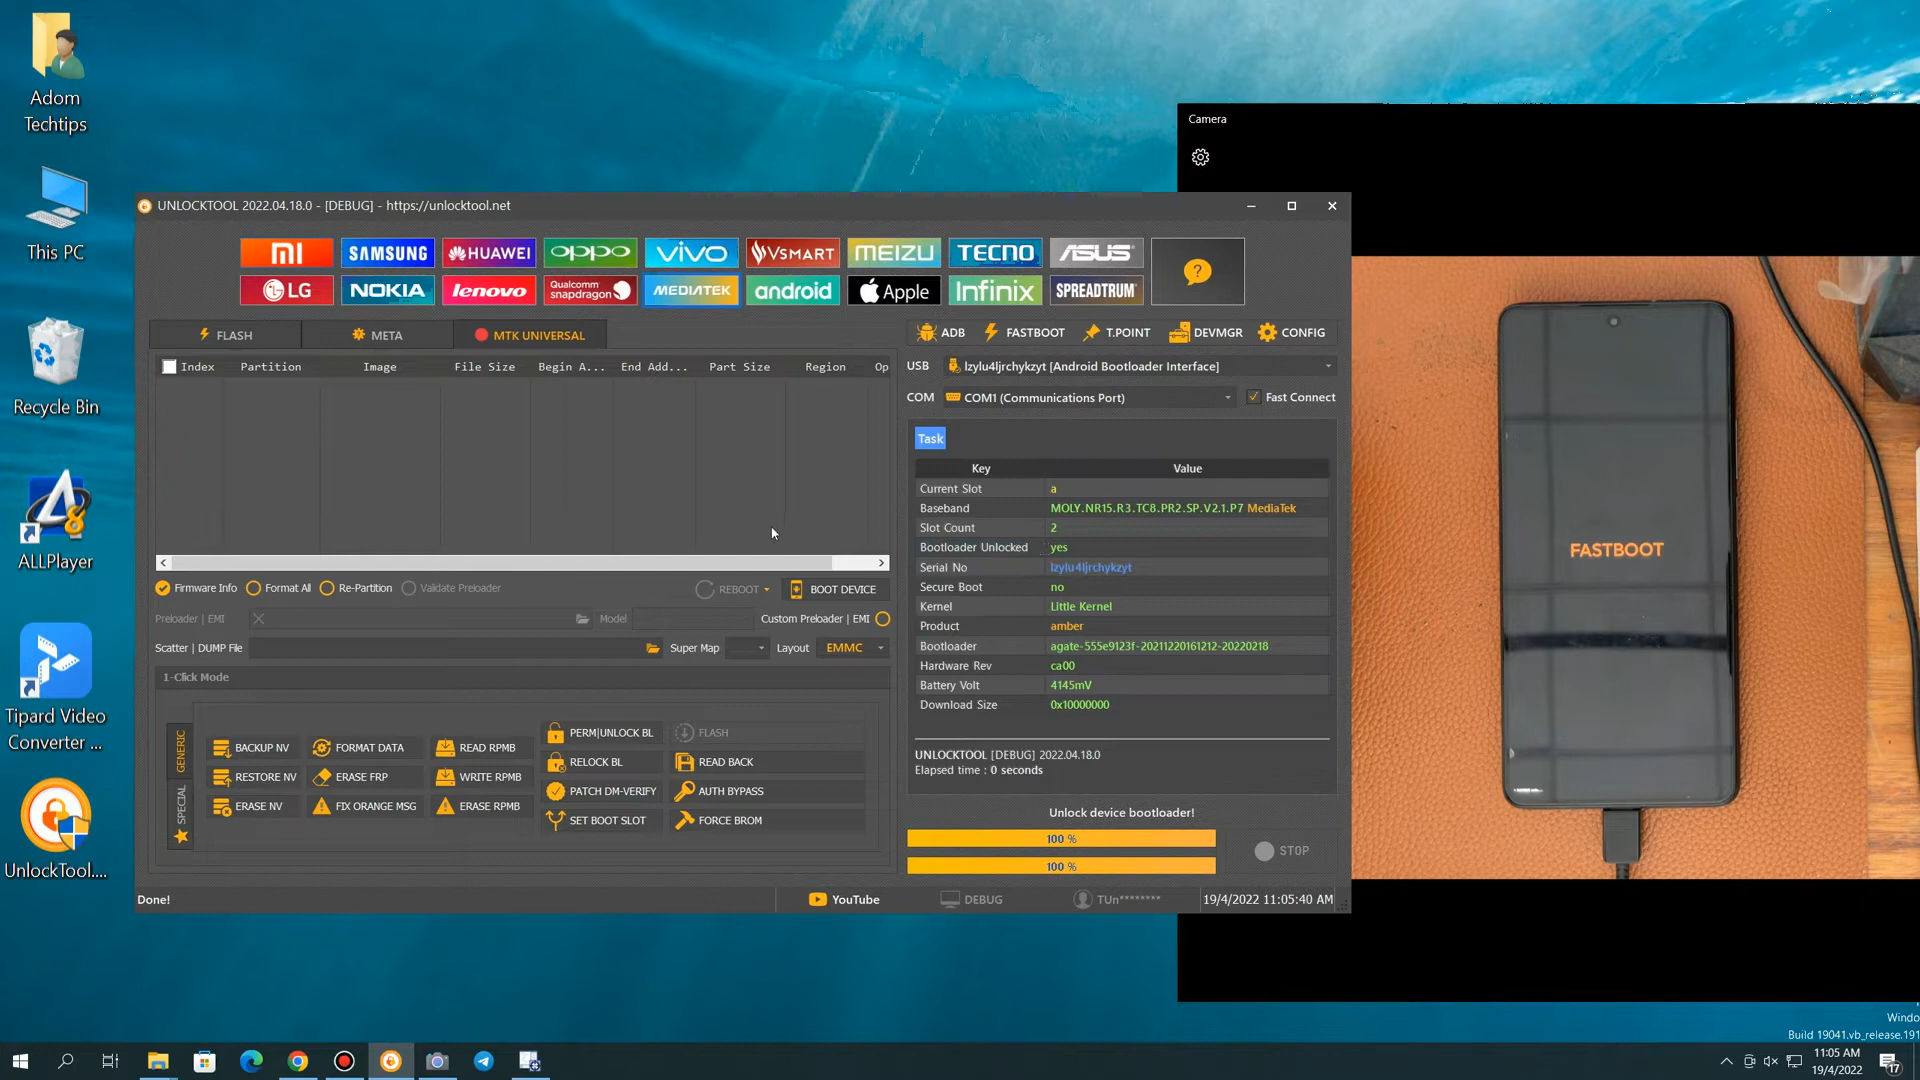 Adom
Techtips
This PC
Recycle Bin
ALLPlayer
Tipard Video
Converter ...
UnlockTool....
Camera
UNLOCKTOOL 2022.04.18.0 - [DEBUG] - https://unlocktool.net
MI
SAMSUNG
HUAWEI
oppo
vivo
VSMART
MEIZU
TECNO
ASUS
?
LG
NOKIA
lenovo
Qualcomm
snapdragon
MEDIATEK
android
Apple
Infinix
SPREADTRUM
FLASH
META
MTK UNIVERSAL
ADB
FASTBOOT
T.POINT
DEVMGR
CONFIG
Index Partition Image File Size Begin A... End Add... Part Size Region Op
USB lzylu4ljrchykzyt [Android Bootloader Interface]
COM COM1 (Communications Port) Fast Connect
Task
Key Value
Current Slot a
Baseband MOLY.NR15.R3.TC8.PR2.SP.V2.1.P7 MediaTek
Slot Count 2
Bootloader Unlocked yes
Serial No lzylu4ljrchykzyt
Secure Boot no
Kernel Little Kernel
Product amber
Bootloader agate-555e9123f-20211220161212-20220218
Hardware Rev ca00
Battery Volt 4145mV
Download Size 0x10000000
UNLOCKTOOL [DEBUG] 2022.04.18.0
Elapsed time : 0 seconds
Unlock device bootloader!
100 %
100 %
STOP
Firmware Info Format All Re-Partition Validate Preloader REBOOT BOOT DEVICE
Preloader | EMI Model Custom Preloader | EMI
Scatter | DUMP File Super Map Layout EMMC
1-Click Mode
GENERIC
SPECIAL
BACKUP NV FORMAT DATA READ RPMB
RESTORE NV ERASE FRP WRITE RPMB
ERASE NV FIX ORANGE MSG ERASE RPMB
PERM|UNLOCK BL FLASH
RELOCK BL READ BACK
PATCH DM-VERIFY AUTH BYPASS
SET BOOT SLOT FORCE BROM
Done! YouTube DEBUG TUn******** 19/4/2022 11:05:40 AM
FASTBOOT
Windo
Build 19041.vb_release.191
11:05 AM
19/4/2022
17